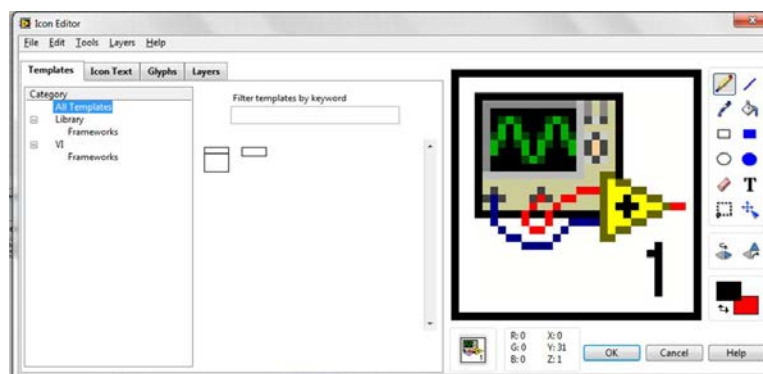 Icon Editor
File Edit Tools Layers Help
Templates Icon Text Glyphs Layers
Category
All Templates
Library
Frameworks
VI
Frameworks
Filter templates by keyword
1
T
R: 0 X: 0
G: 0 Y: 31
B: 0 Z: 1
OK Cancel Help